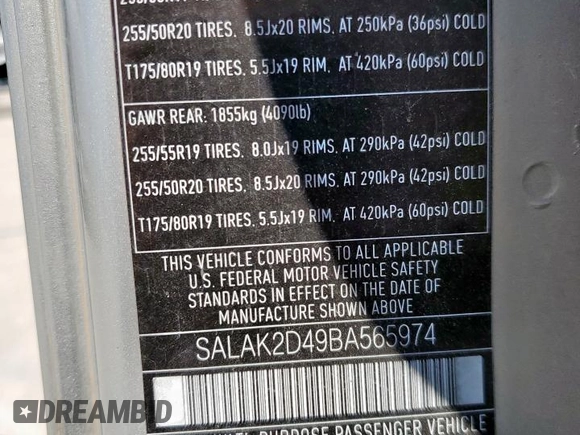 255/50R20 TIRES, 8.5Jx20 RIMS, AT 250kPa (36psi) COLD
T175/80R19 TIRES, 5.5Jx19 RIM, AT 420kPa (60psi) COLD
GAWR REAR: 1855kg (4090lb)
255/55R19 TIRES, 8.0Jx19 RIMS, AT 290kPa (42psi) COLD
255/50R20 TIRES, 8.5Jx20 RIMS, AT 290kPa (42psi) COLD
T175/80R19 TIRES, 5.5Jx19 RIM, AT 420kPa (60psi) COLD
THIS VEHICLE CONFORMS TO ALL APPLICABLE
U.S. FEDERAL MOTOR VEHICLE SAFETY
STANDARDS IN EFFECT ON THE DATE OF
MANUFACTURE SHOWN ABOVE
SALAK2D49BA565974
PURPOSE PASSENGER VEHICLE
DREAMBID